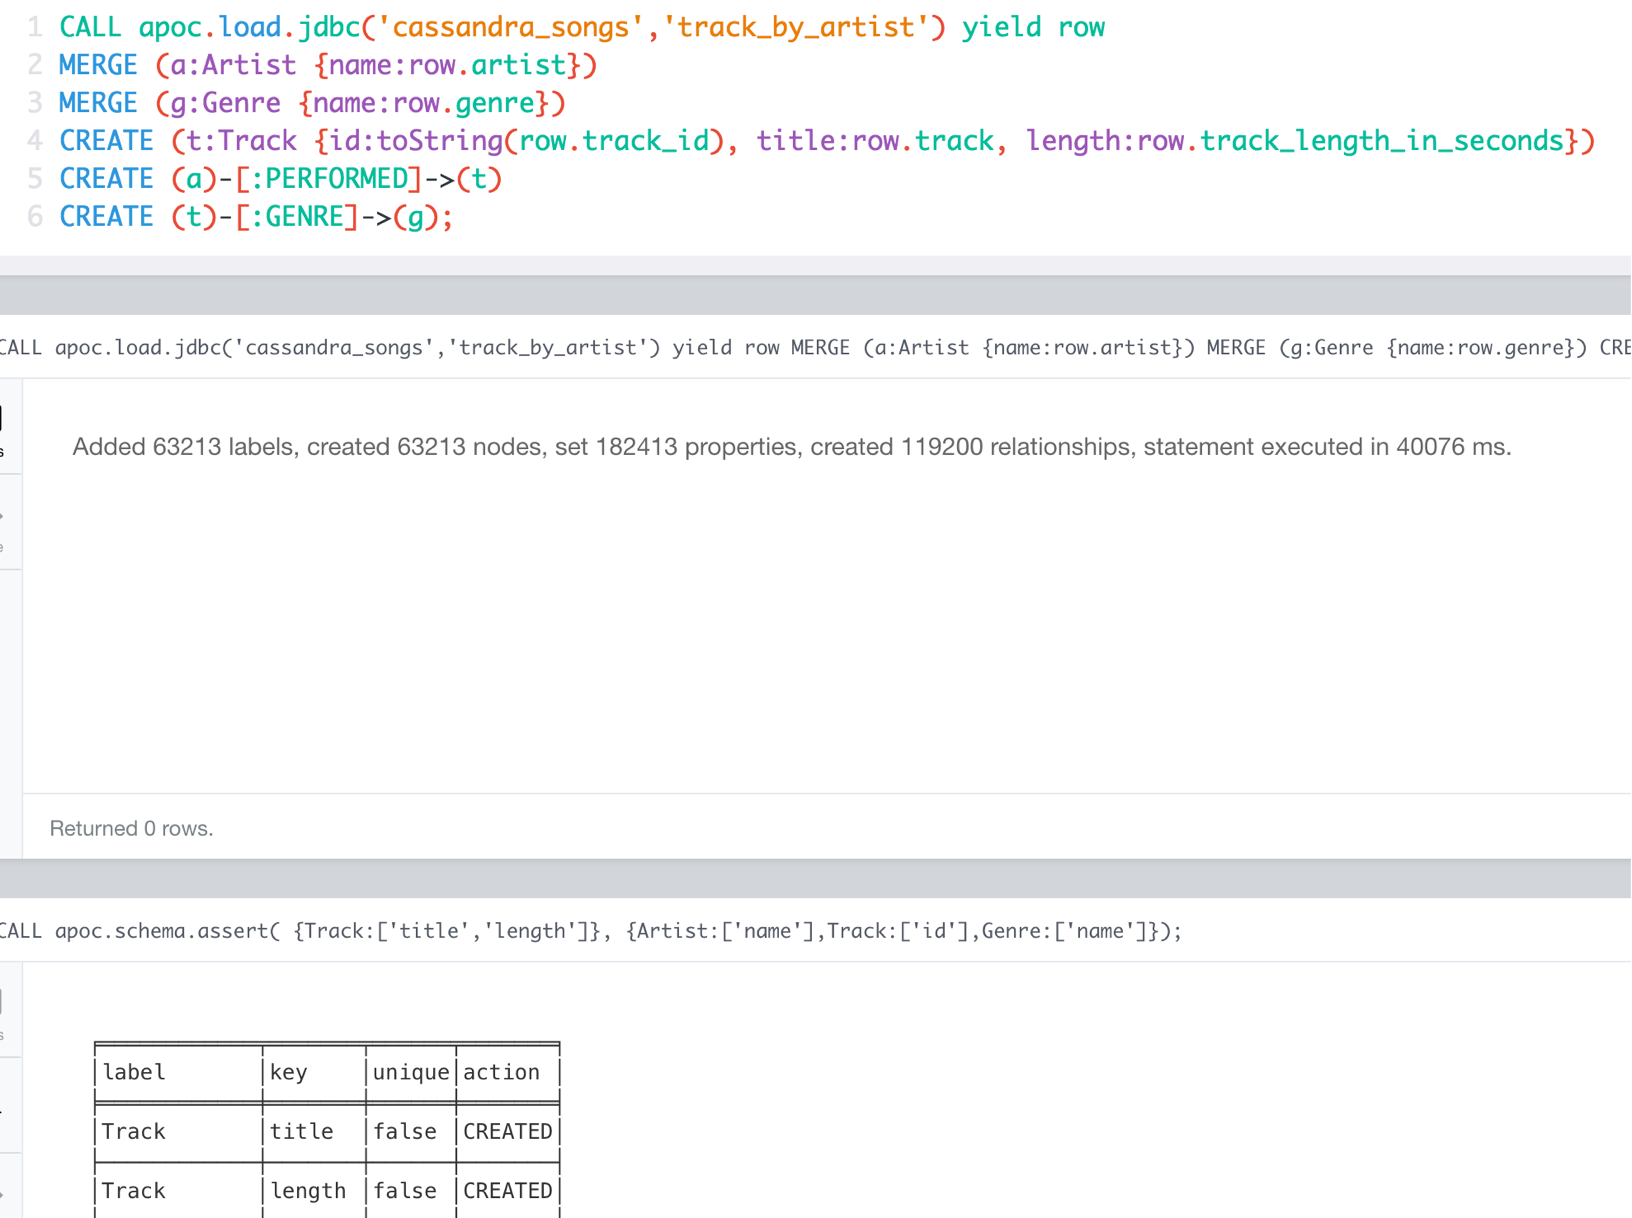 1 CALL apoc.load.jdbc('cassandra_songs','track_by_artist') yield row
2 MERGE (a:Artist {name:row.artist})
3 MERGE (g:Genre {name:row.genre})
4 CREATE (t:Track {id:toString(row.track_id), title:row.track, length:row.track_length_in_seconds})
5 CREATE (a)-[:PERFORMED]->(t)
6 CREATE (t)-[:GENRE]->(g);
CALL apoc.load.jdbc('cassandra_songs','track_by_artist') yield row MERGE (a:Artist {name:row.artist}) MERGE (g:Genre {name:row.genre}) CRE
s
Added 63213 labels, created 63213 nodes, set 182413 properties, created 119200 relationships, statement executed in 40076 ms.
e
Returned 0 rows.
CALL apoc.schema.assert( {Track:['title','length']}, {Artist:['name'],Track:['id'],Genre:['name']});
s
label key unique action
Track title false CREATED
Track length false CREATED